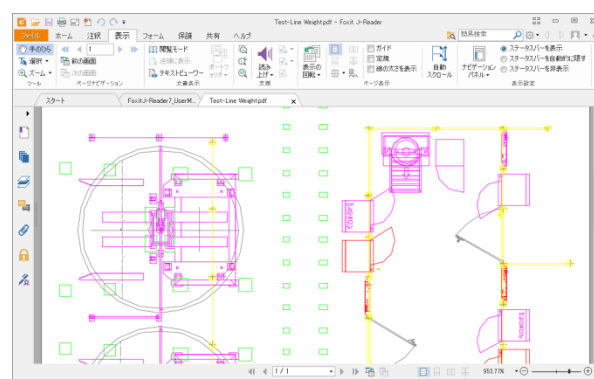 Test-Line Weight.pdf - Foxit J-Reader
ファイル ホーム 注釈 表示 フォーム 保護 共有 ヘルプ
簡易検索
手のひら
選択
ズーム
ツール
1
前の画面
次の画面
ページナビゲーション
閲覧モード
逆順に表示
テキストビューワー
ポートフォリオ
文書表示
読み上げ
支援
表示の回転
ガイド
定規
線の太さを表示
ページ表示
自動スクロール
ナビゲーションパネル
ステータスバーを表示
ステータスバーを自動的に隠す
ステータスバーを非表示
表示設定
スタート FoxitJ-Reader7_UserM... Test-Line Weight.pdf x
1 / 1
953.77%